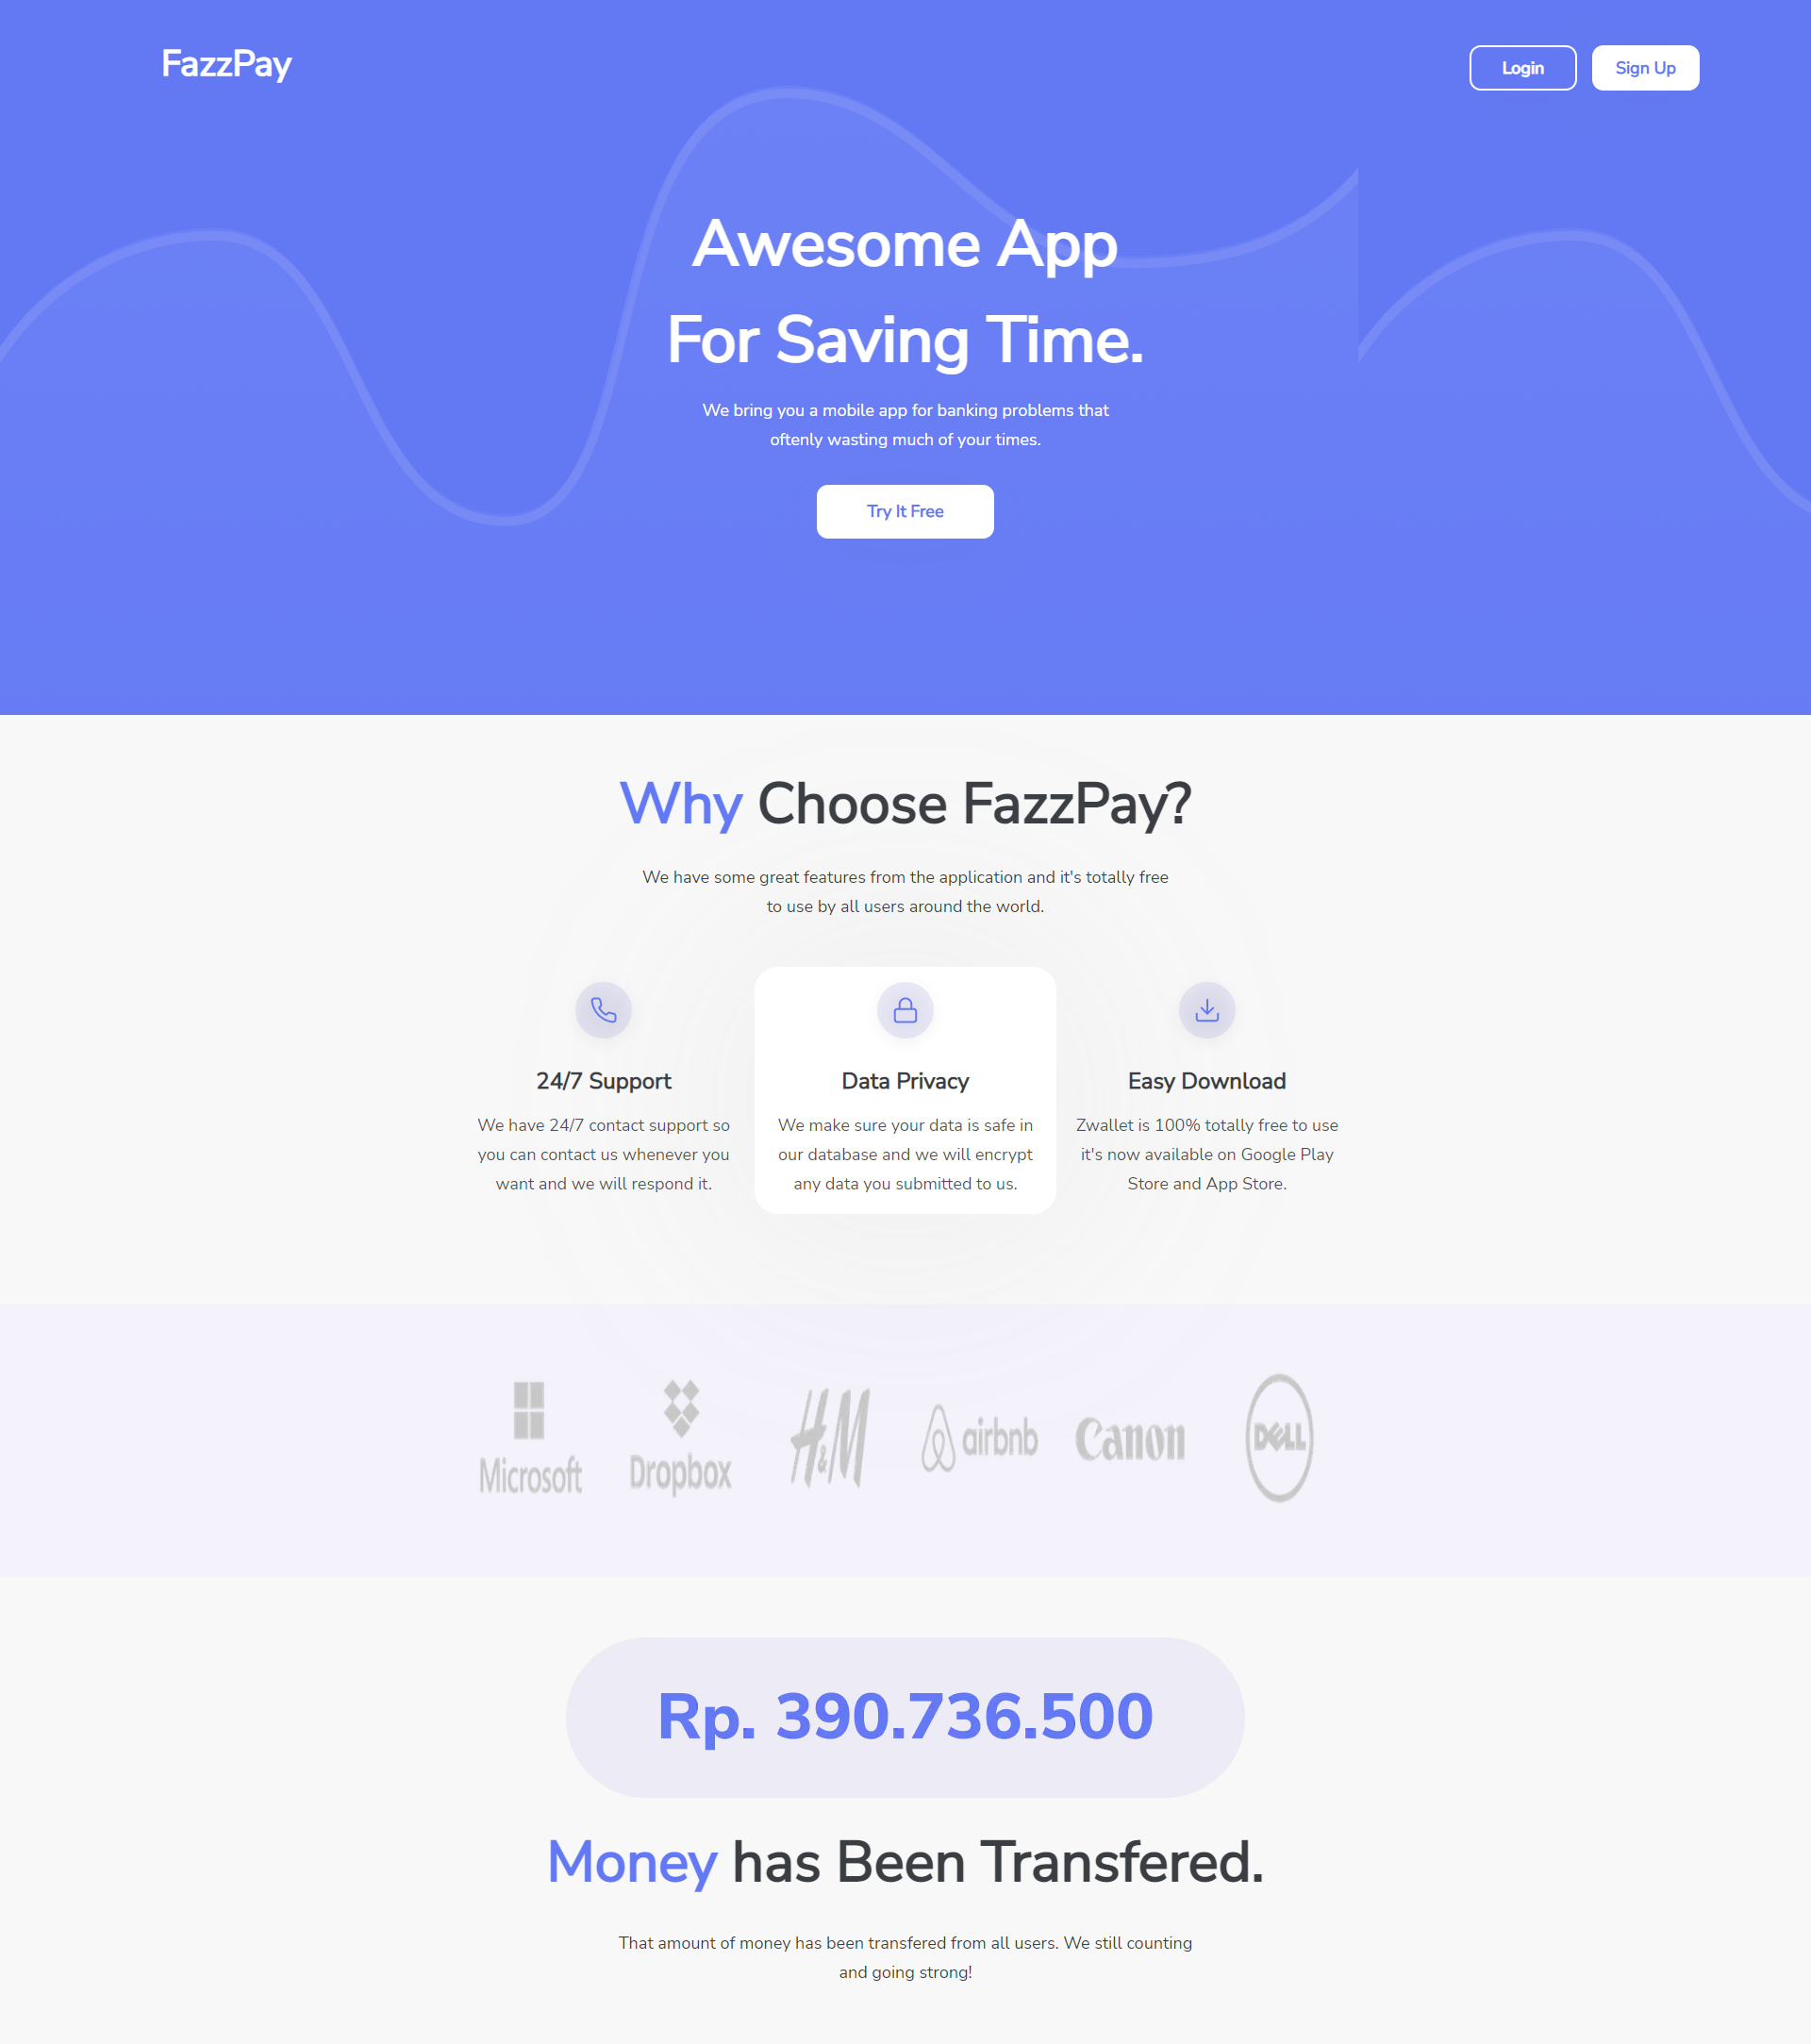 FazzPay
Login
Sign Up
Awesome App
For Saving Time.
We bring you a mobile app for banking problems that
oftenly wasting much of your times.
Try It Free
Why Choose FazzPay?
We have some great features from the application and it's totally free
to use by all users around the world.
24/7 Support
We have 24/7 contact support so
you can contact us whenever you
want and we will respond it.
Data Privacy
We make sure your data is safe in
our database and we will encrypt
any data you submitted to us.
Easy Download
Zwallet is 100% totally free to use
it's now available on Google Play
Store and App Store.
Microsoft
Dropbox
H&M
airbnb
Canon
DELL
Rp. 390.736.500
Money has Been Transfered.
That amount of money has been transfered from all users. We still counting
and going strong!